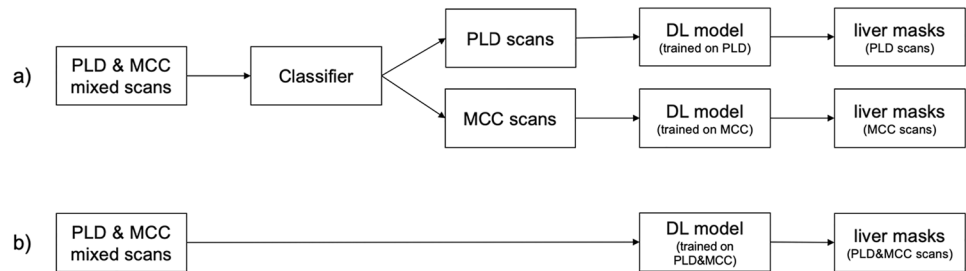 a)
PLD & MCC
mixed scans
Classifier
PLD scans
DL model
(trained on PLD)
liver masks
(PLD scans)
MCC scans
DL model
(trained on MCC)
liver masks
(MCC scans)
b)
PLD & MCC
mixed scans
DL model
(trained on
PLD&MCC)
liver masks
(PLD&MCC scans)